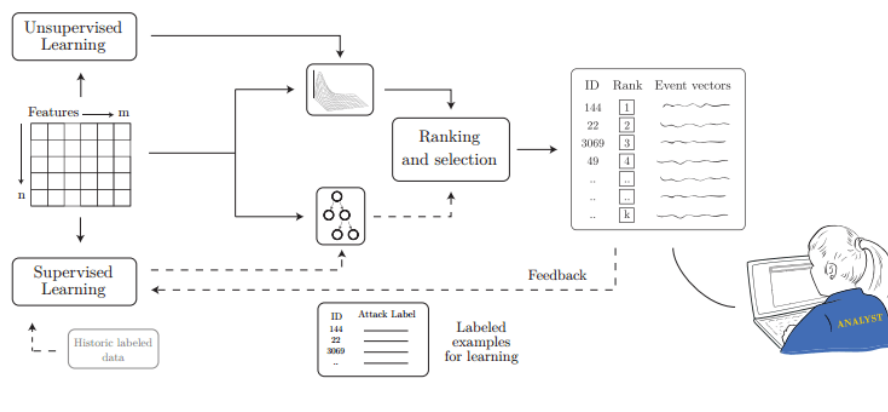 Unsupervised
Learning
Features m
n
Supervised
Learning
Historic labeled
data
Ranking
and selection
ID Rank Event vectors
144 1
22 2
3069 3
49 4
.. ..
.. ..
.. k
Feedback
ID Attack Label
144
22
3069
..
Labeled
examples
for learning
ANALYST